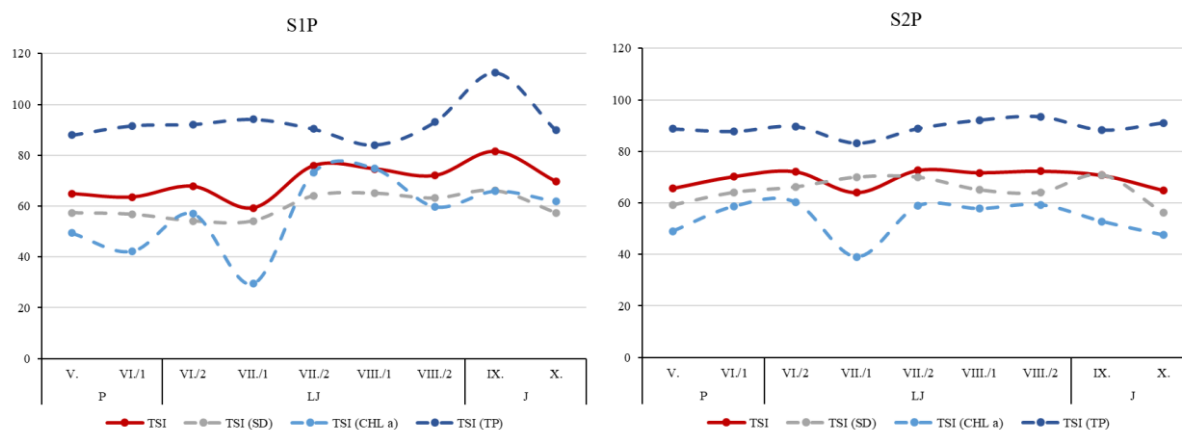 S1P
120
100
80
60
40
20
0
V. VI./1 VI./2 VII./1 VII./2 VIII./1 VIII./2 IX. X.
P LJ J
TSI TSI (SD) TSI (CHL a) TSI (TP)
S2P
120
100
80
60
40
20
0
V. VI./1 VI./2 VII./1 VII./2 VIII./1 VIII./2 IX. X.
P LJ J
TSI TSI (SD) TSI (CHL a) TSI (TP)